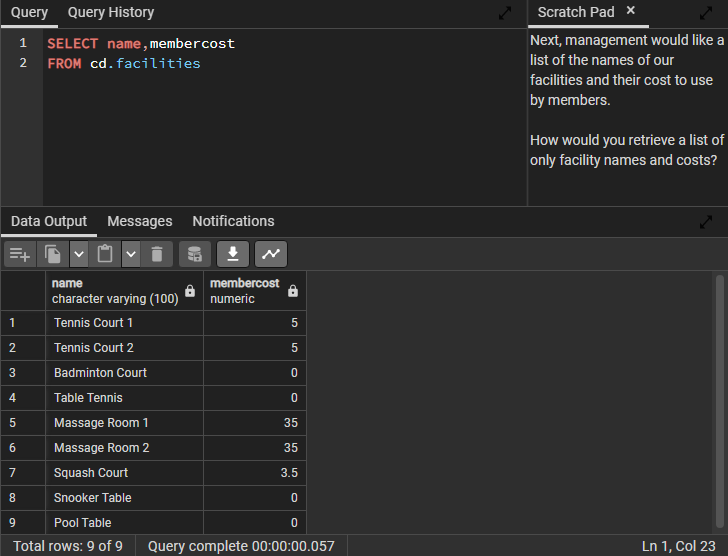 Query Query History
Scratch Pad ×
1 SELECT name,membercost
2 FROM cd.facilities
Next, management would like a
list of the names of our
facilities and their cost to use
by members.
How would you retrieve a list of
only facility names and costs?
Data Output Messages Notifications
name membercost
character varying (100) numeric
1 Tennis Court 1 5
2 Tennis Court 2 5
3 Badminton Court 0
4 Table Tennis 0
5 Massage Room 1 35
6 Massage Room 2 35
7 Squash Court 3.5
8 Snooker Table 0
9 Pool Table 0
Total rows: 9 of 9 Query complete 00:00:00.057 Ln 1, Col 23